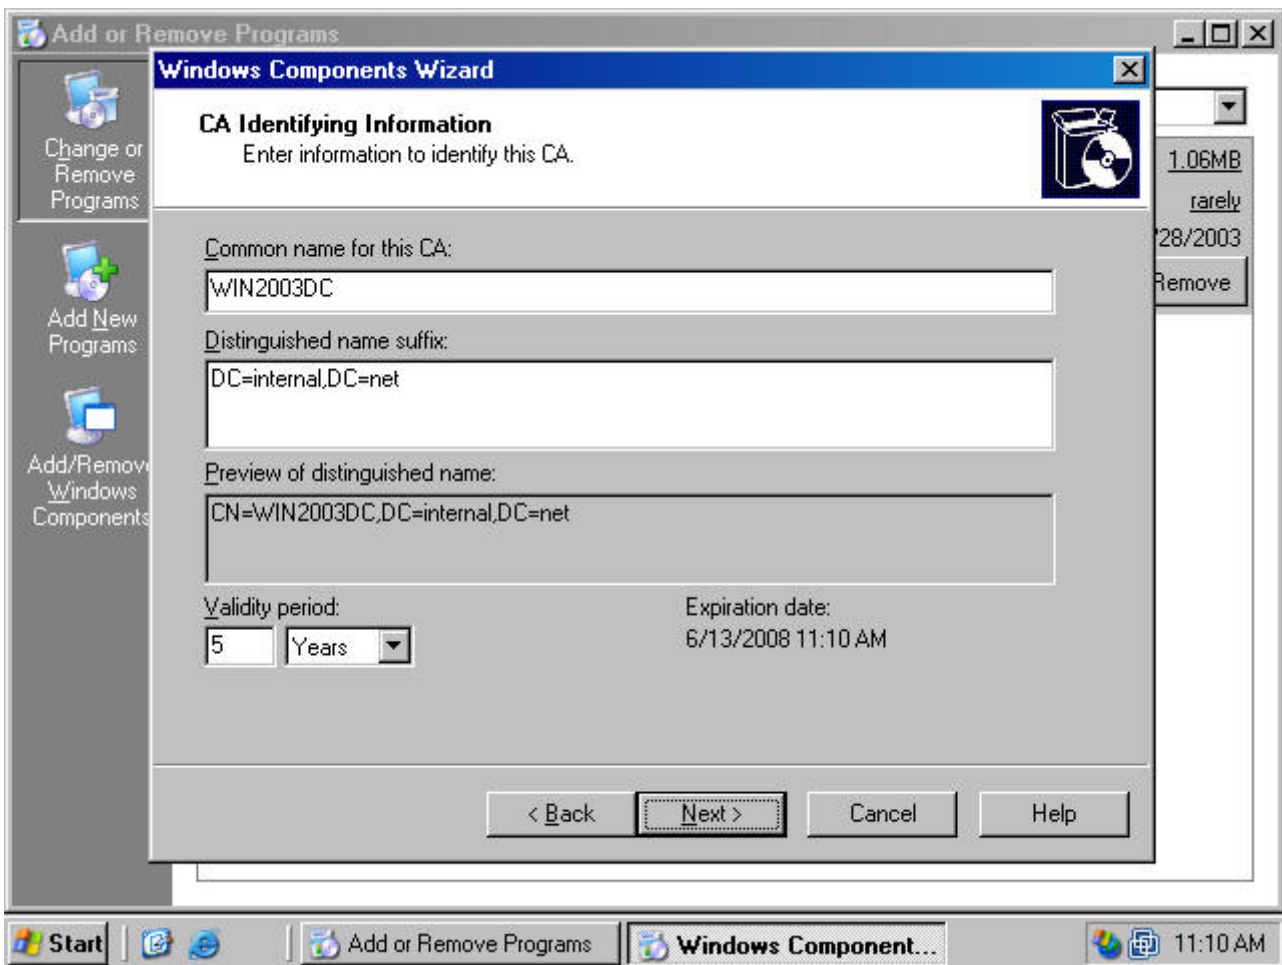 Add or Remove Programs
Windows Components Wizard
CA Identifying Information
Enter information to identify this CA.
Change or
Remove
Programs
Add New
Programs
Add/Remove
Windows
Components
1.06MB
rarely
/28/2003
Remove
Common name for this CA:
WIN2003DC
Distinguished name suffix:
DC=internal,DC=net
Preview of distinguished name:
CN=WIN2003DC,DC=internal,DC=net
Validity period:
5 Years
Expiration date:
6/13/2008 11:10 AM
< Back Next > Cancel Help
Start Add or Remove Programs Windows Component... 11:10 AM